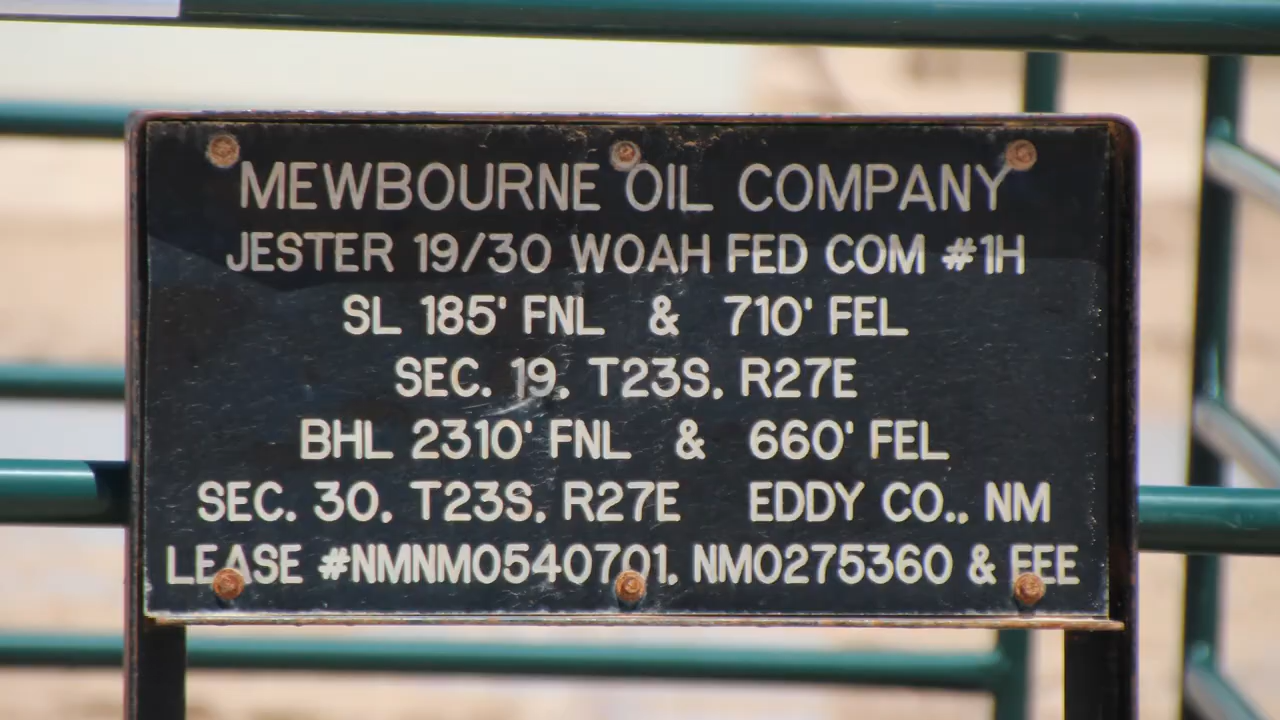 MEWBOURNE OIL COMPANY
JESTER 19/30 WOAH FED COM #1H
SL 185' FNL & 710' FEL
SEC. 19, T23S, R27E
BHL 2310' FNL & 660' FEL
SEC. 30, T23S, R27E EDDY CO., NM
LEASE #NMNM0540701, NM0275360 & FEE